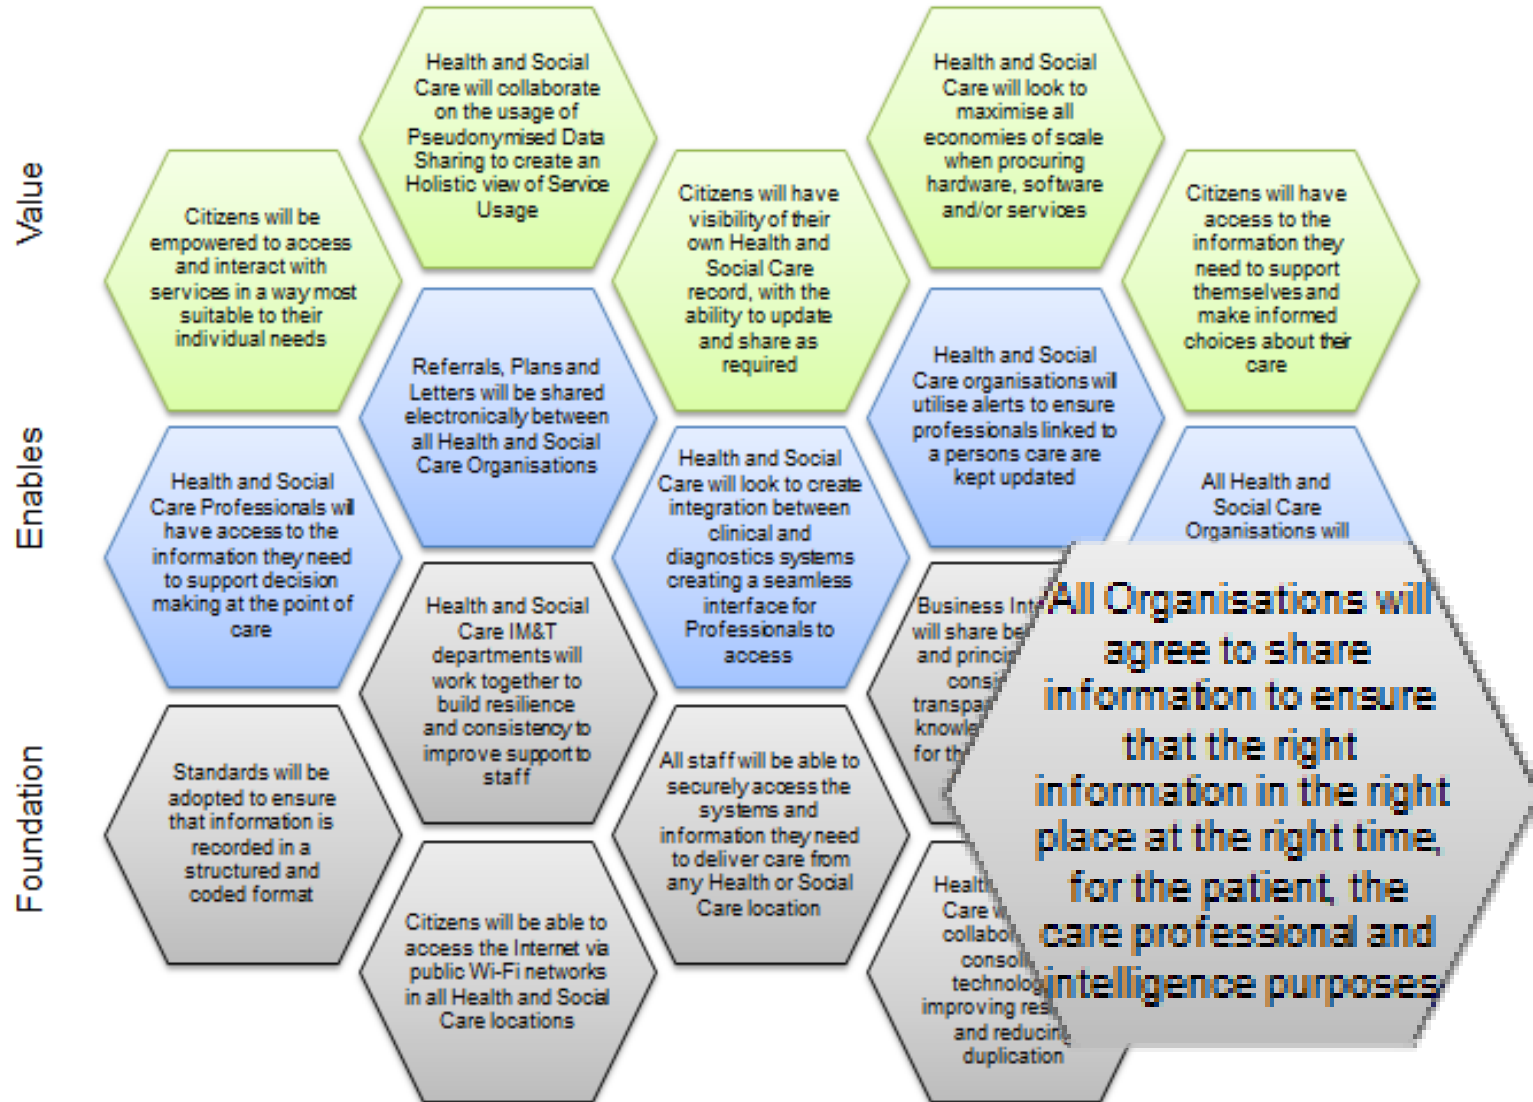 Value
Health and Social
Care will collaborate
on the usage of
Pseudonymised Data
Sharing to create an
Holistic view of Service
Usage
Health and Social
Care will look to
maximise all
economies of scale
when procuring
hardware, software
and/or services
Citizens will be
empowered to access
and interact with
services in a way most
suitable to their
individual needs
Citizens will have
visibility of their
own Health and
Social Care
record, with the
ability to update
and share as
required
Citizens will have
access to the
information they
need to support
themselves and
make informed
choices about their
care
Enables
Referrals, Plans and
Letters will be shared
electronically between
all Health and Social
Care Organisations
Health and Social
Care organisations will
utilise alerts to ensure
professionals linked to
a persons care are
kept updated
Health and Social
Care Professionals will
have access to the
information they need
to support decision
making at the point of
care
Health and Social
Care will look to create
integration between
clinical and
diagnostics systems
creating a seamless
interface for
Professionals to
access
All Health and
Social Care
Organisations will
Foundation
Health and Social
Care IM&T
departments will
work together to
build resilience
and consistency to
improve support to
staff
Business
will share
and
for
Standards will be
adopted to ensure
that information is
recorded in a
structured and
coded format
All staff will be able to
securely access the
systems and
information they need
to deliver care from
any Health or Social
Care location
All Organisations will
agree to share
information to ensure
that the right
information in the right
place at the right time,
for the patient, the
care professional and
intelligence purposes
Citizens will be able to
access the Internet via
public Wi-Fi networks
in all Health and Social
Care locations
Health
Care
improving
and reducing
duplication